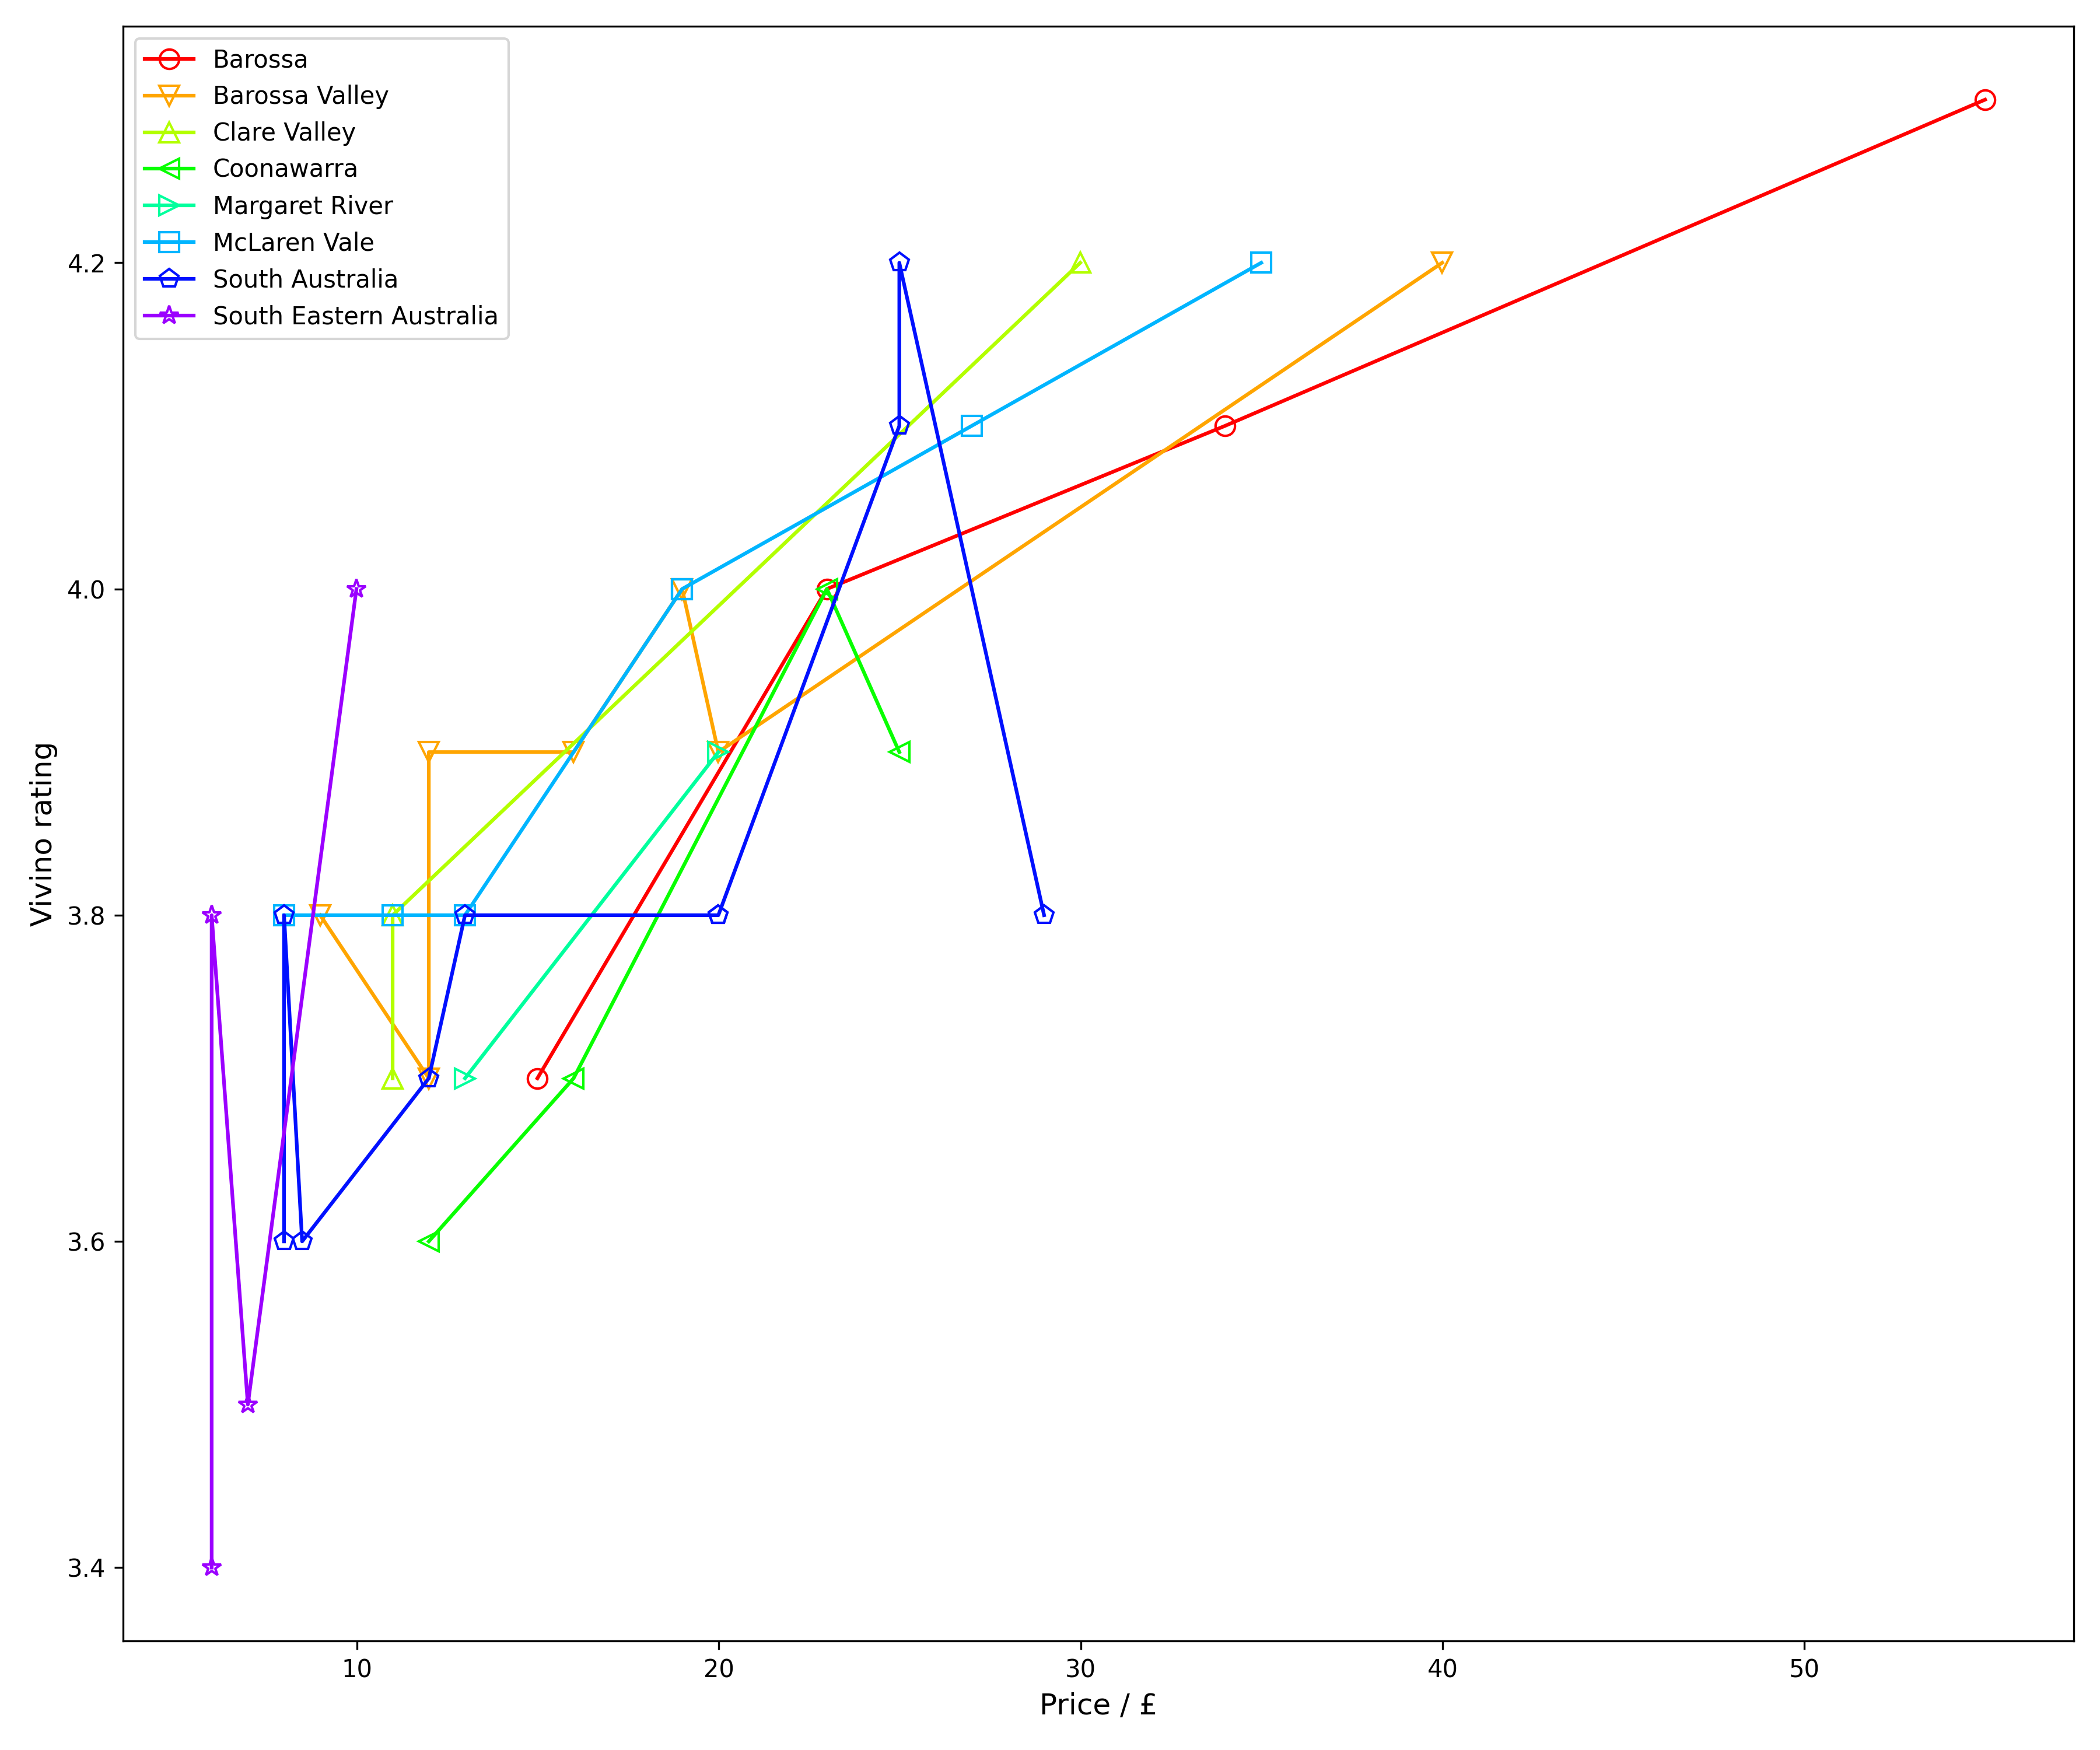 Barossa
Barossa Valley
Clare Valley
Coonawarra
Margaret River
McLaren Vale
South Australia
South Eastern Australia
4.2
4.0
3.8
3.6
3.4
Vivino rating
10 20 30 40 50
Price / £